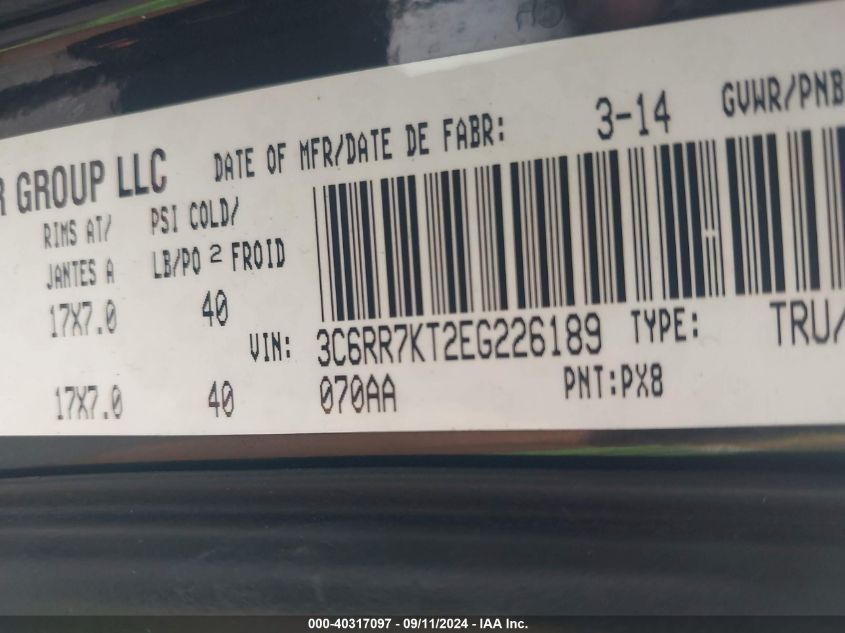 R GROUP LLC
DATE OF MFR/DATE DE FABR: 3-14 GVWR/PNB
RIMS AT/ PSI COLD/
JANTES A LB/PO 2 FROID
17X7.0 40
VIN: 3C6RR7KT2EG226189 TYPE: TRU/
17X7.0 40 070AA PNT:PX8
000-40317097 - 09/11/2024 - IAA Inc.